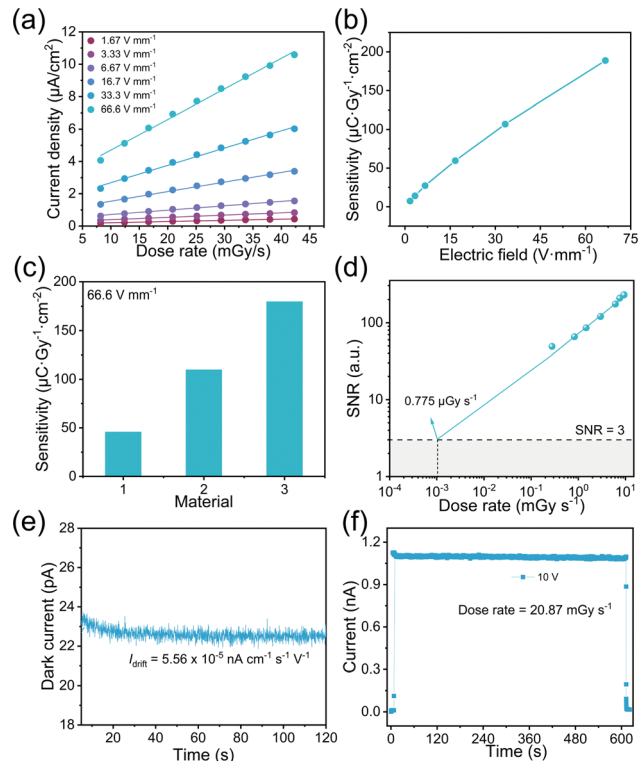 (a)
Current density (μA/cm²)
12
10
8
6
4
2
0
1.67 V mm⁻¹
3.33 V mm⁻¹
6.67 V mm⁻¹
16.7 V mm⁻¹
33.3 V mm⁻¹
66.6 V mm⁻¹
5 10 15 20 25 30 35 40 45 50
Dose rate (mGy/s)
(b)
Sensitivity (μC·Gy⁻¹·cm⁻²)
200
150
100
50
0
0 15 30 45 60 75
Electric field (V·mm⁻¹)
(c)
Sensitivity (μC·Gy⁻¹·cm⁻²)
200
150
100
50
0
66.6 V mm⁻¹
1 2 3
Material
(d)
SNR (a.u.)
100
10
1
0.775 μGy s⁻¹
SNR = 3
10⁻⁴ 10⁻³ 10⁻² 10⁻¹ 10⁰ 10¹
Dose rate (mGy s⁻¹)
(e)
Dark current (pA)
28
26
24
22
20
18
I_drift = 5.56 x 10⁻⁵ nA cm⁻¹ s⁻¹ V⁻¹
20 40 60 80 100 120
Time (s)
(f)
Current (nA)
1.2
0.9
0.6
0.3
0.0
10 V
Dose rate = 20.87 mGy s⁻¹
0 120 240 360 480 600
Time (s)